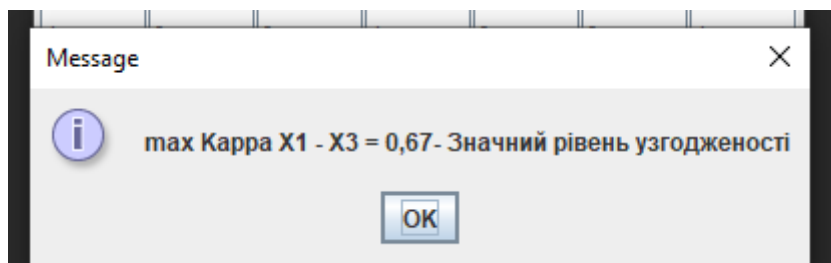 Message
max Kappa X1 - X3 = 0,67- Значний рівень узгодженості
OK